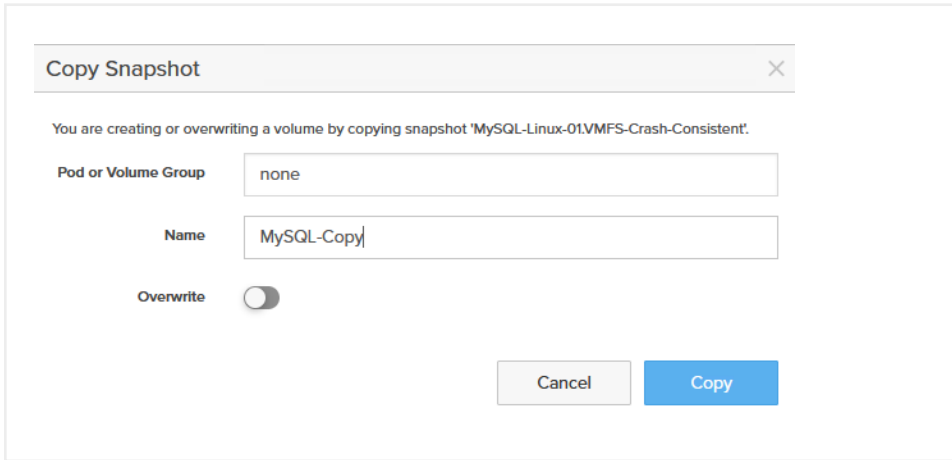 Copy Snapshot
You are creating or overwriting a volume by copying snapshot 'MySQL-Linux-01.VMFS-Crash-Consistent'.
Pod or Volume Group
none
Name
MySQL-Copy
Overwrite
Cancel
Copy